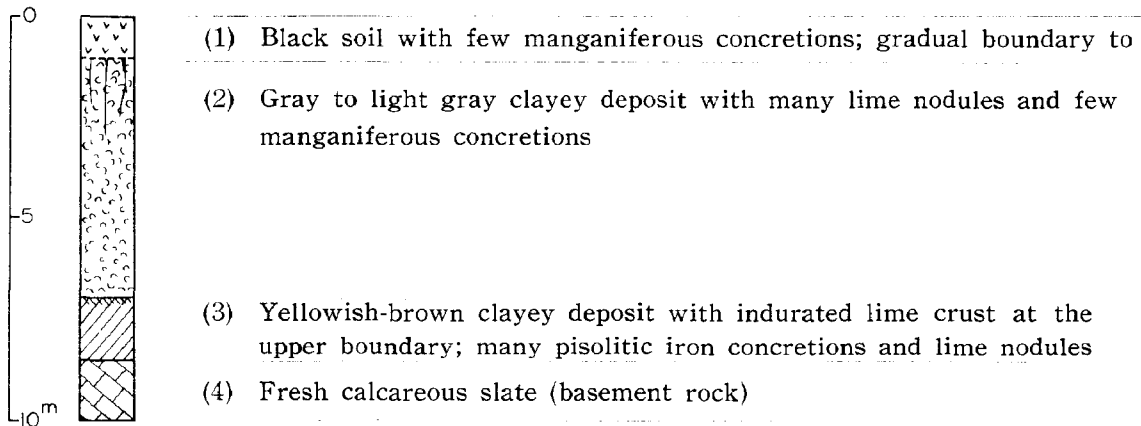 0
(1) Black soil with few manganiferous concretions; gradual boundary to
(2) Gray to light gray clayey deposit with many lime nodules and few
manganiferous concretions
5
(3) Yellowish-brown clayey deposit with indurated lime crust at the
upper boundary; many pisolitic iron concretions and lime nodules
(4) Fresh calcareous slate (basement rock)
10 m